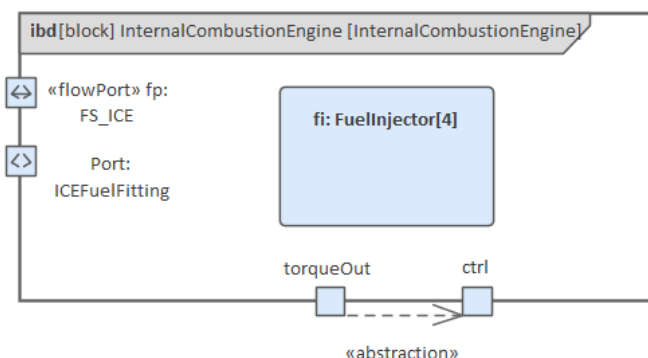 ibd[block] InternalCombustionEngine [InternalCombustionEngine]
«flowPort» fp:
FS_ICE
fi: FuelInjector[4]
Port:
ICEFuelFitting
torqueOut
ctrl
«abstraction»